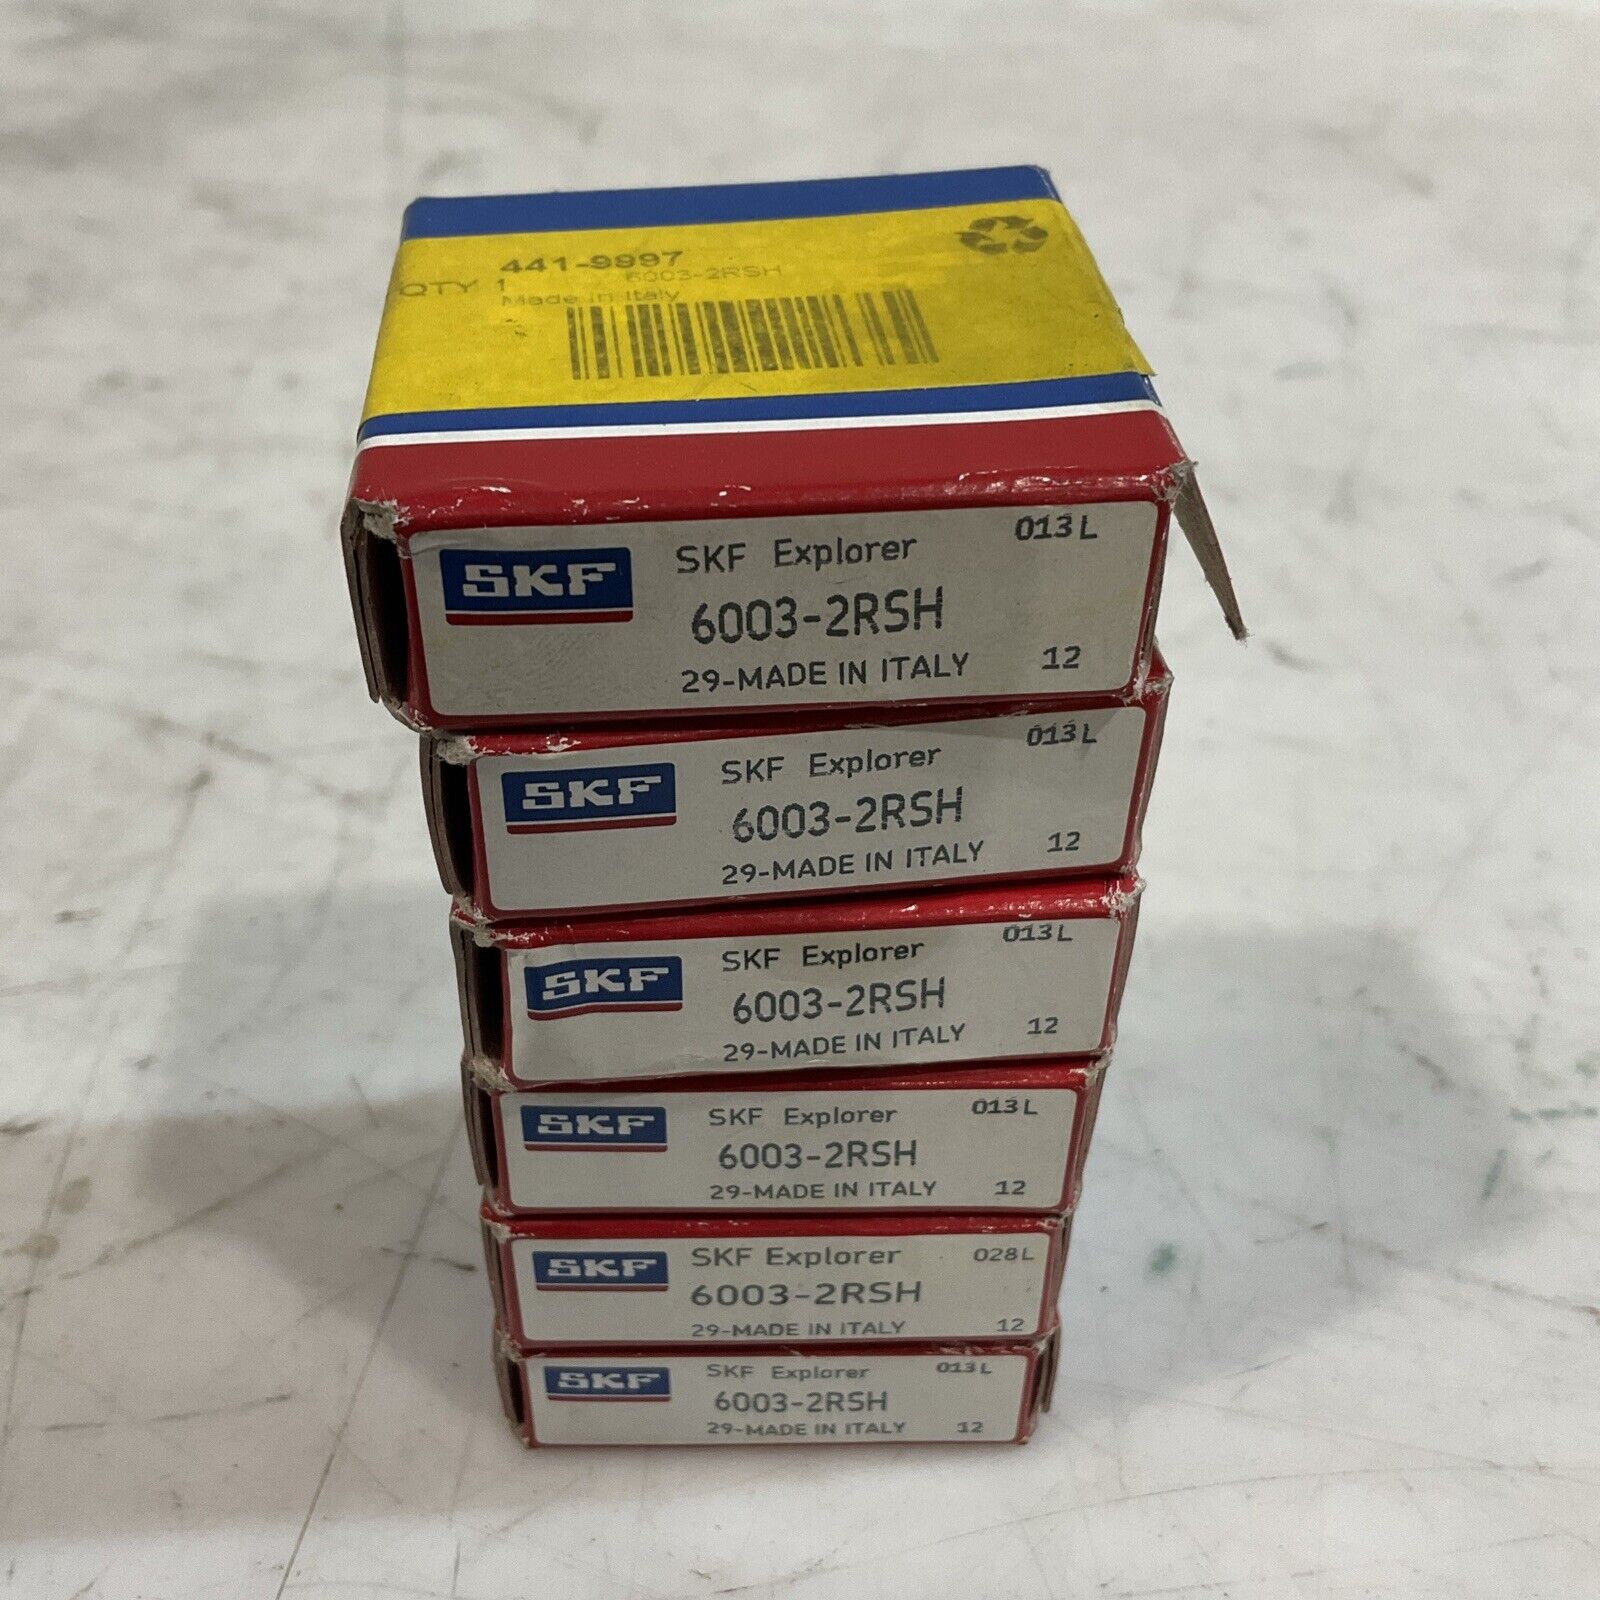 441-9997
QTY 1 6003-2RSH
Made in Italy
SKF SKF Explorer 013L
6003-2RSH
29-MADE IN ITALY 12
SKF SKF Explorer 013L
6003-2RSH
29-MADE IN ITALY 12
SKF SKF Explorer 013L
6003-2RSH
29-MADE IN ITALY 12
SKF SKF Explorer 013L
6003-2RSH
29-MADE IN ITALY 12
SKF SKF Explorer 028L
6003-2RSH
29-MADE IN ITALY 12
SKF SKF Explorer 013L
6003-2RSH
29-MADE IN ITALY 12